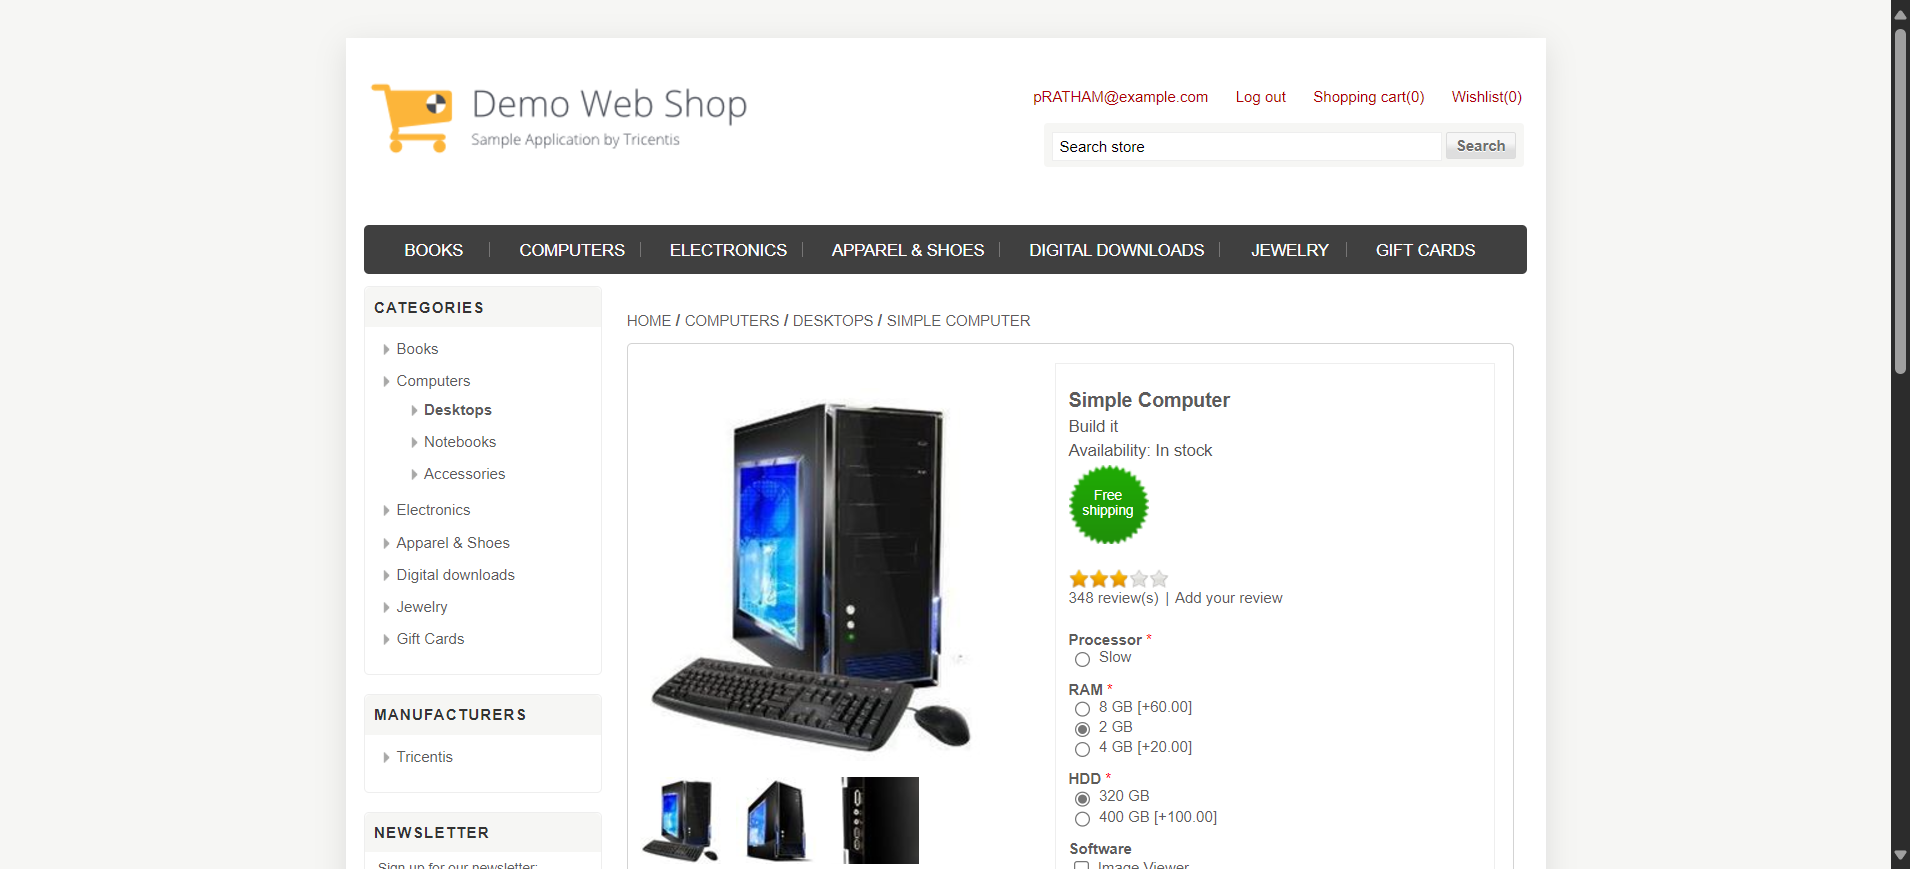 Demo Web Shop
Sample Application by Tricentis
pRATHAM@example.com Log out Shopping cart(0) Wishlist(0)
Search store Search
BOOKS COMPUTERS ELECTRONICS APPAREL & SHOES DIGITAL DOWNLOADS JEWELRY GIFT CARDS
CATEGORIES
Books
Computers
Desktops
Notebooks
Accessories
Electronics
Apparel & Shoes
Digital downloads
Jewelry
Gift Cards
MANUFACTURERS
Tricentis
NEWSLETTER
Sign up for our newsletter:
HOME / COMPUTERS / DESKTOPS / SIMPLE COMPUTER
Simple Computer
Build it
Availability: In stock
Free
shipping
348 review(s) | Add your review
Processor *
Slow
RAM *
8 GB [+60.00]
2 GB
4 GB [+20.00]
HDD *
320 GB
400 GB [+100.00]
Software
Image Viewer